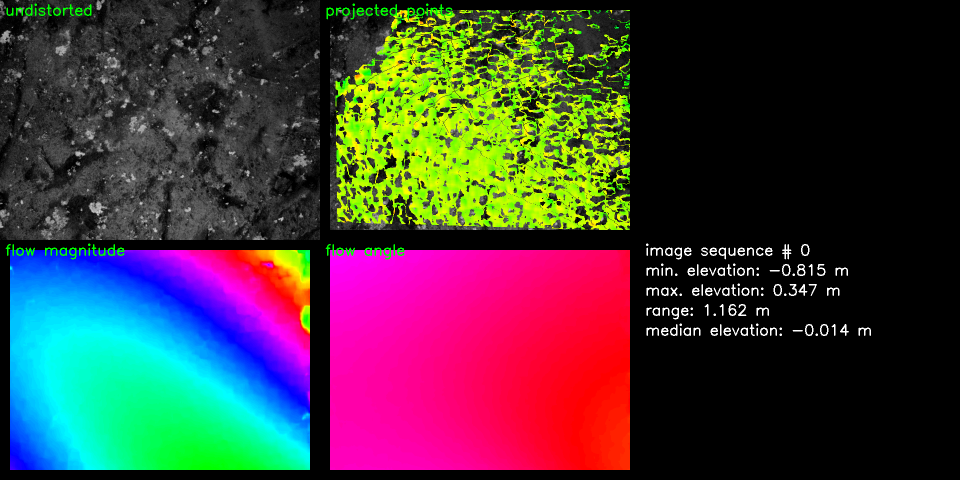 undistorted
projected points
flow magnitude
flow angle
image sequence # 0
min. elevation: -0.815 m
max. elevation: 0.347 m
range: 1.162 m
median elevation: -0.014 m